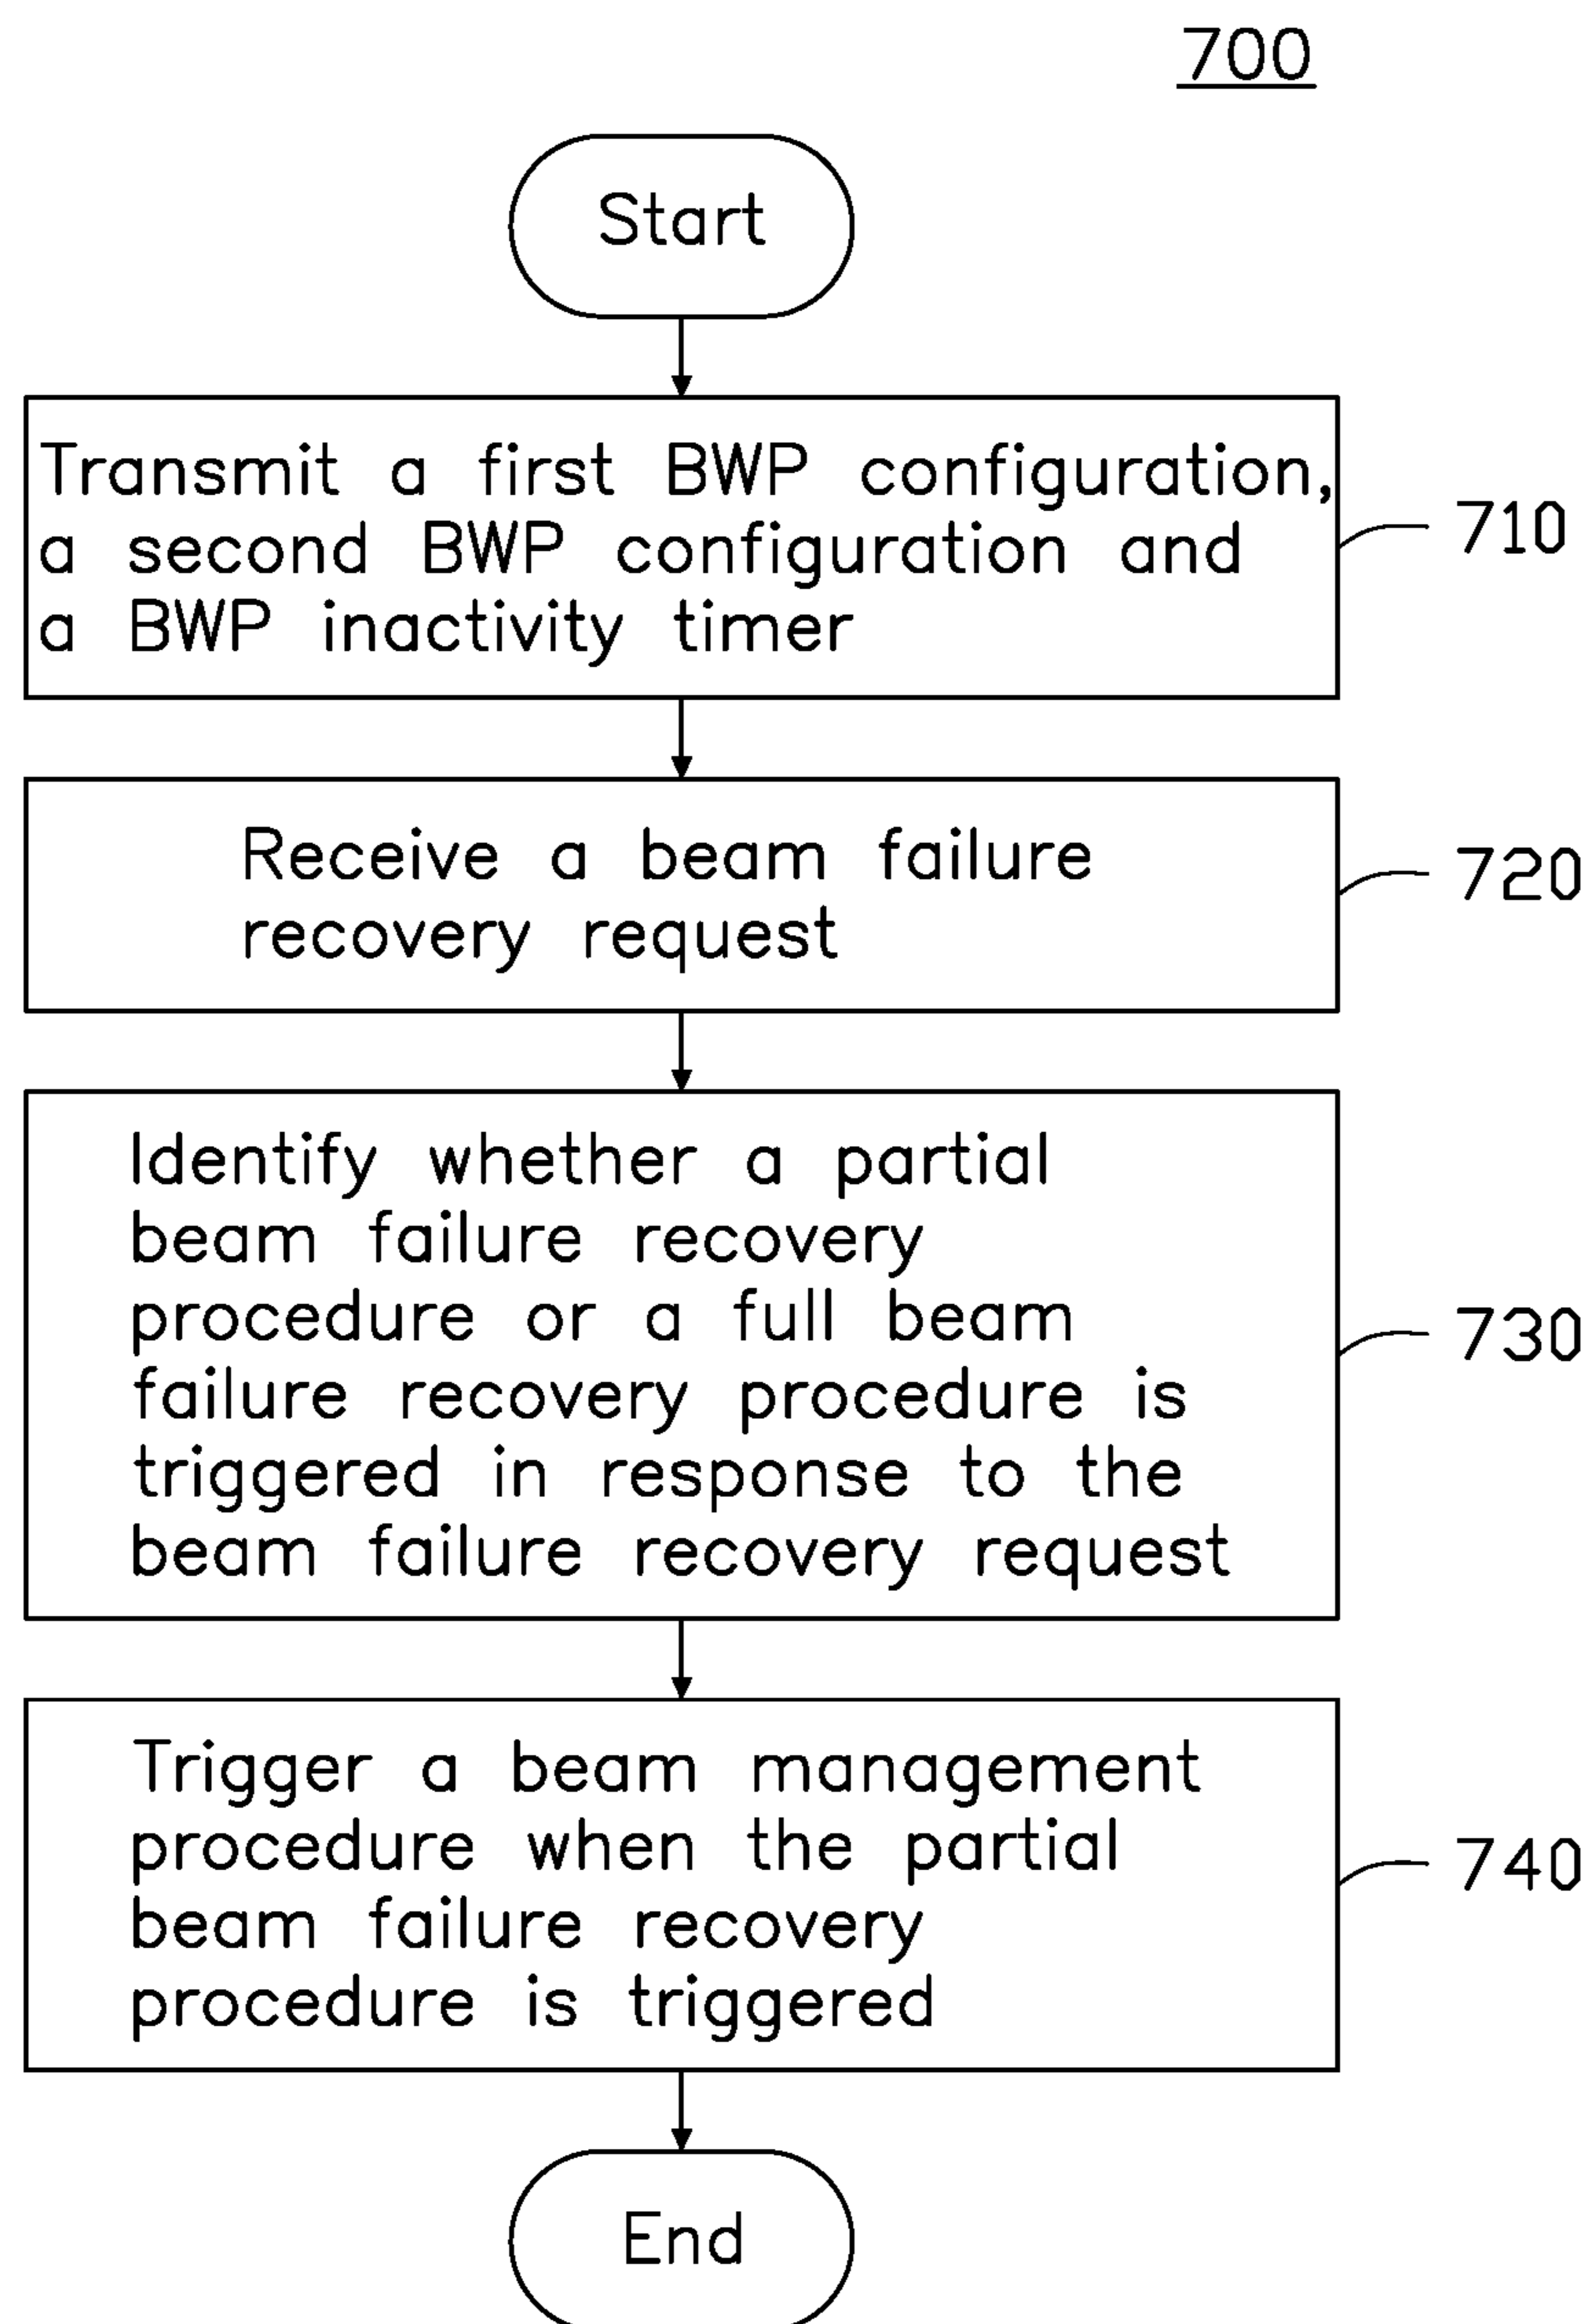 700
Start
Transmit a first BWP configuration,
a second BWP configuration and
a BWP inactivity timer
710
Receive a beam failure
recovery request
720
Identify whether a partial
beam failure recovery
procedure or a full beam
failure recovery procedure is
triggered in response to the
beam failure recovery request
730
Trigger a beam management
procedure when the partial
beam failure recovery
procedure is triggered
740
End